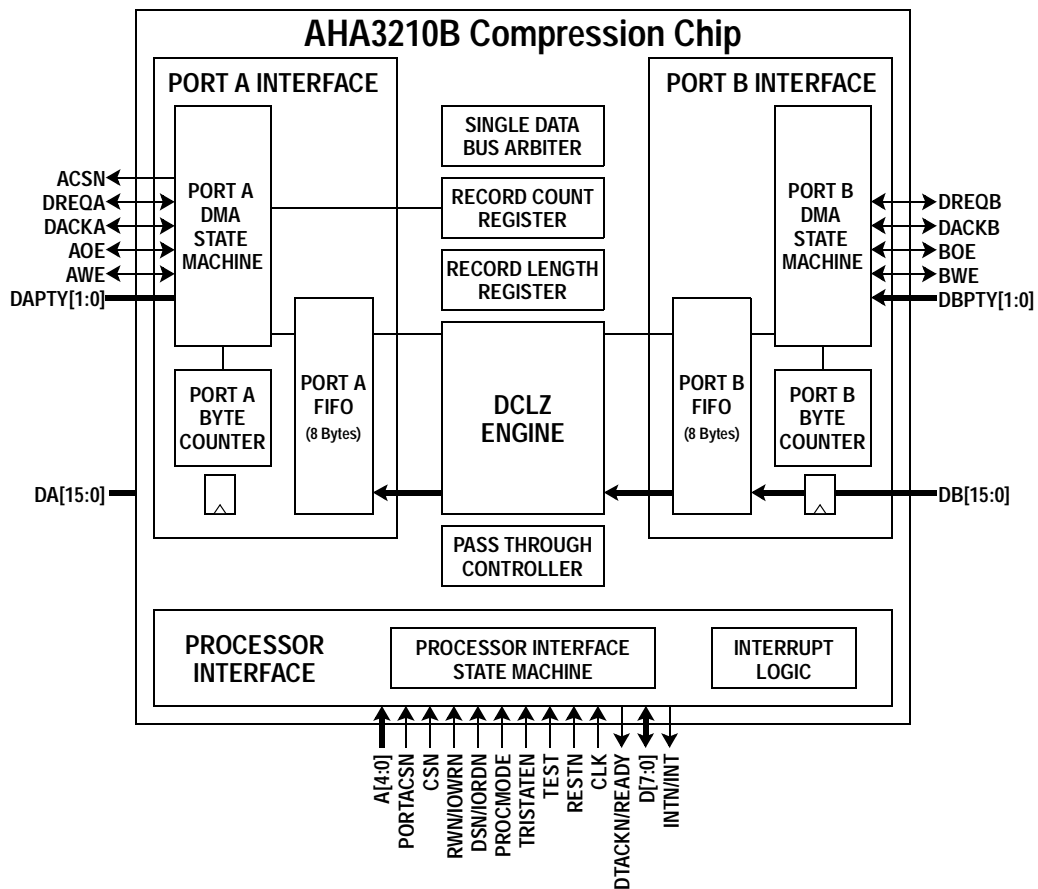 AHA3210B Compression Chip
PORT A INTERFACE
PORT B INTERFACE
SINGLE DATA
BUS ARBITER
RECORD COUNT
REGISTER
RECORD LENGTH
REGISTER
PORT A
DMA
STATE
MACHINE
PORT B
DMA
STATE
MACHINE
ACSN
DREQA
DACKA
AOE
AWE
DAPTY[1:0]
DREQB
DACKB
BOE
BWE
DBPTY[1:0]
PORT A
BYTE
COUNTER
PORT A
FIFO
(8 Bytes)
DCLZ
ENGINE
PORT B
FIFO
(8 Bytes)
PORT B
BYTE
COUNTER
DA[15:0]
DB[15:0]
PASS THROUGH
CONTROLLER
PROCESSOR
INTERFACE
PROCESSOR INTERFACE
STATE MACHINE
INTERRUPT
LOGIC
A[4:0]
PORTACSN
CSN
RWN/IOWRN
DSN/IORDN
PROCMODE
TRISTATEN
TEST
RESTN
CLK
DTACKN/READY
D[7:0]
INTN/INT